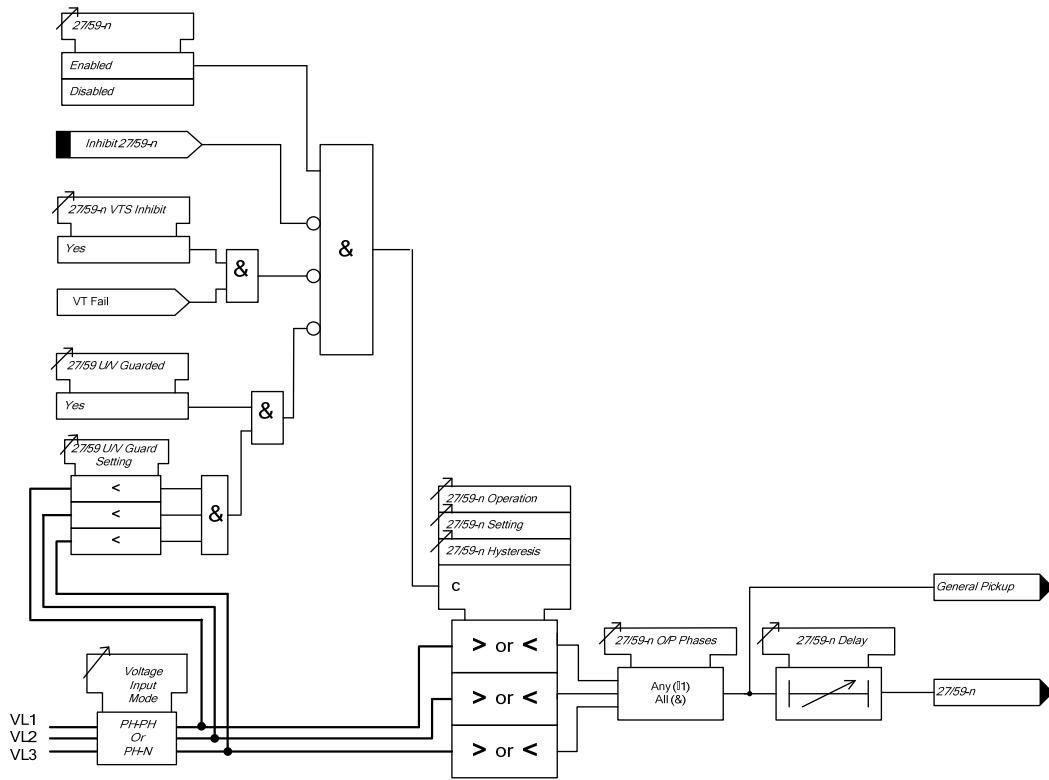 27/59-n
Enabled
Disabled
Inhibit 27/59-n
27/59-n VTS Inhibit
Yes
&
VT Fail
&
27/59 U/V Guarded
Yes
&
27/59 U/V Guard
Setting
<
<
<
&
27/59-n Operation
27/59-n Setting
27/59-n Hysteresis
c
General Pickup
> or <
> or <
> or <
27/59-n O/P Phases
Any (▯1)
All (&)
27/59-n Delay
27/59-n
Voltage
Input
Mode
VL1
VL2
VL3
PH-PH
Or
PH-N